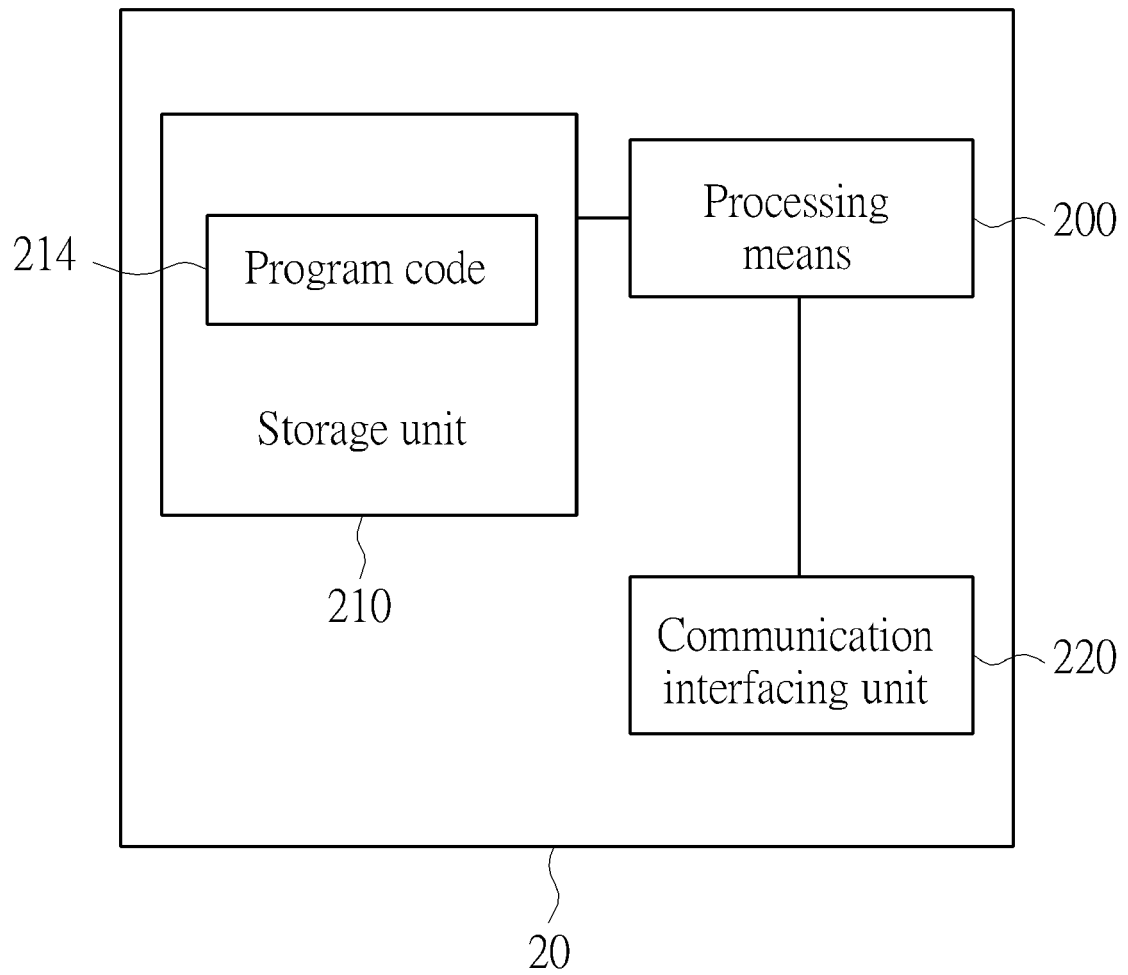 Processing
means
200
214
Program code
Storage unit
210
Communication
interfacing unit
220
20